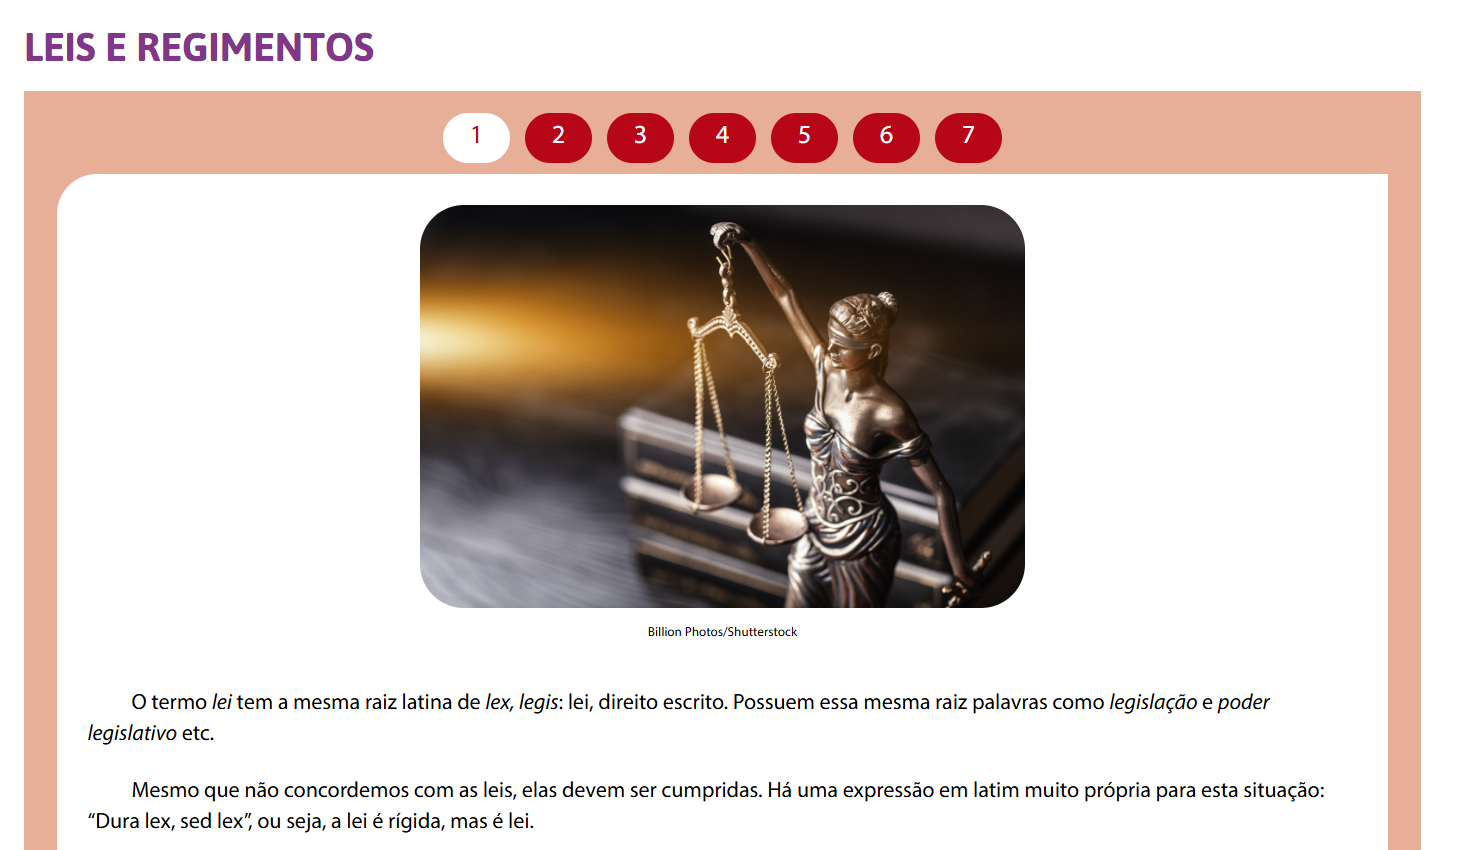 LEIS E REGIMENTOS
1 2 3 4 5 6 7
Billion Photos/Shutterstock
O termo lei tem a mesma raiz latina de lex, legis: lei, direito escrito. Possuem essa mesma raiz palavras como legislação e poder
legislativo etc.
Mesmo que não concordemos com as leis, elas devem ser cumpridas. Há uma expressão em latim muito própria para esta situação:
“Dura lex, sed lex”, ou seja, a lei é rígida, mas é lei.